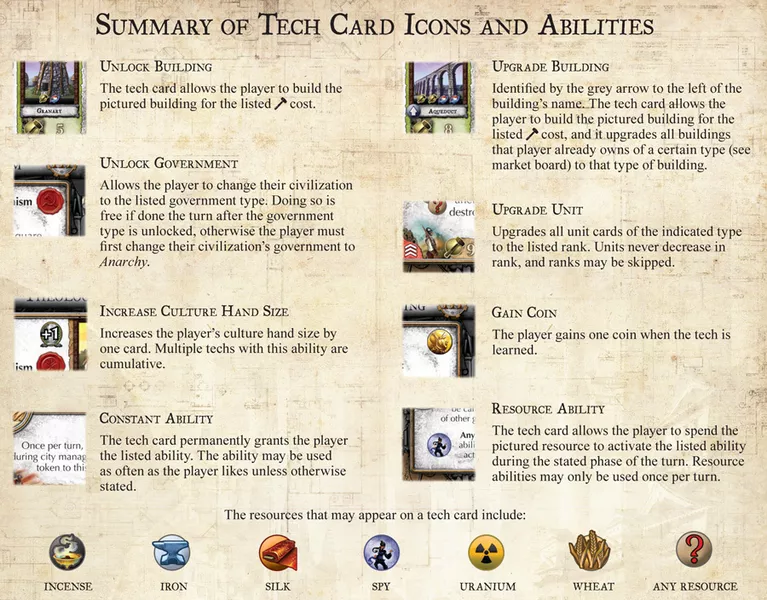 Summary of Tech Card Icons and Abilities
Unlock Building
The tech card allows the player to build the
pictured building for the listed cost.
Granary
5
Unlock Government
Allows the player to change their civilization
to the listed government type. Doing so is
free if done the turn after the government
type is unlocked, otherwise the player must
first change their civilization's government to
Anarchy.
ism
Increase Culture Hand Size
Increases the player's culture hand size by
one card. Multiple techs with this ability are
cumulative.
+1
ism
Constant Ability
The tech card permanently grants the player
the listed ability. The ability may be used
as often as the player likes unless otherwise
stated.
Once per turn,
during city manag
token to this
Upgrade Building
Identified by the grey arrow to the left of the
building's name. The tech card allows the
player to build the pictured building for the
listed cost, and it upgrades all buildings
that player already owns of a certain type (see
market board) to that type of building.
Aqueduct
8
Upgrade Unit
Upgrades all unit cards of the indicated type
to the listed rank. Units never decrease in
rank, and ranks may be skipped.
destro
Gain Coin
The player gains one coin when the tech is
learned.
ING
Resource Ability
The tech card allows the player to spend the
pictured resource to activate the listed ability
during the stated phase of the turn. Resource
abilities may only be used once per turn.
of other
Any
abili
act
The resources that may appear on a tech card include:
Incense
Iron
Silk
Spy
Uranium
Wheat
?
Any Resource